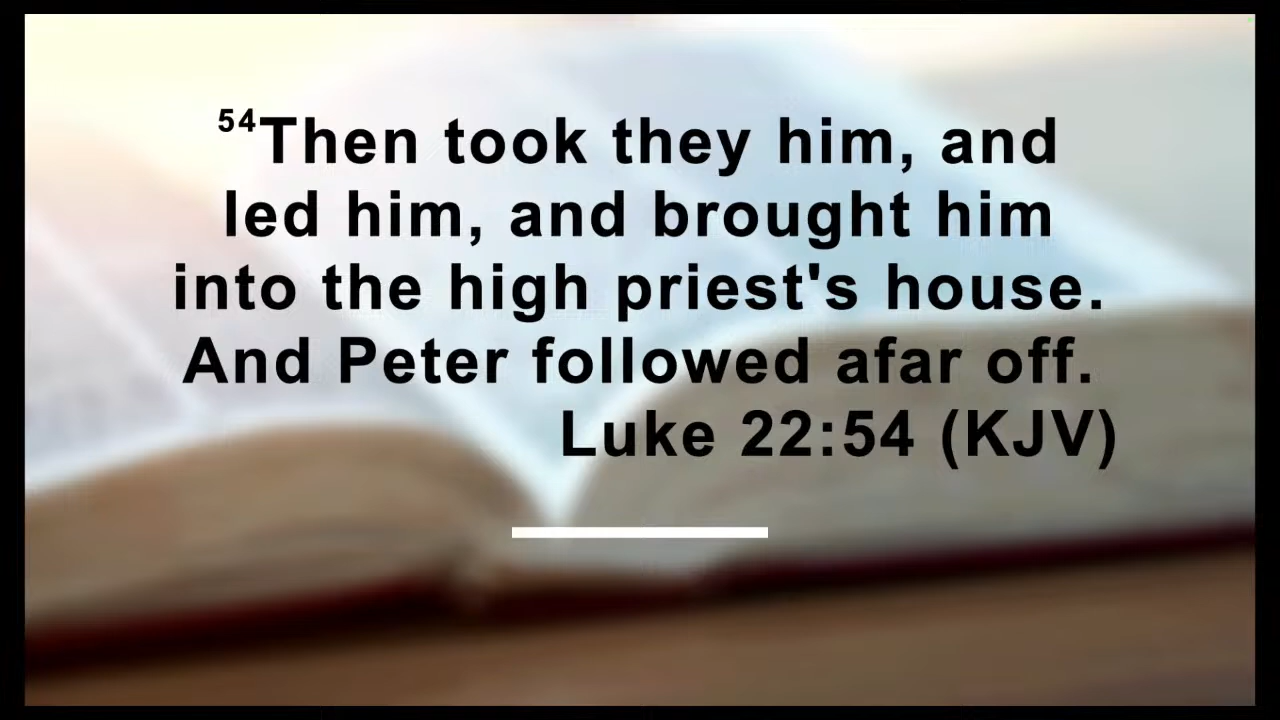 54Then took they him, and
led him, and brought him
into the high priest's house.
And Peter followed afar off.
Luke 22:54 (KJV)